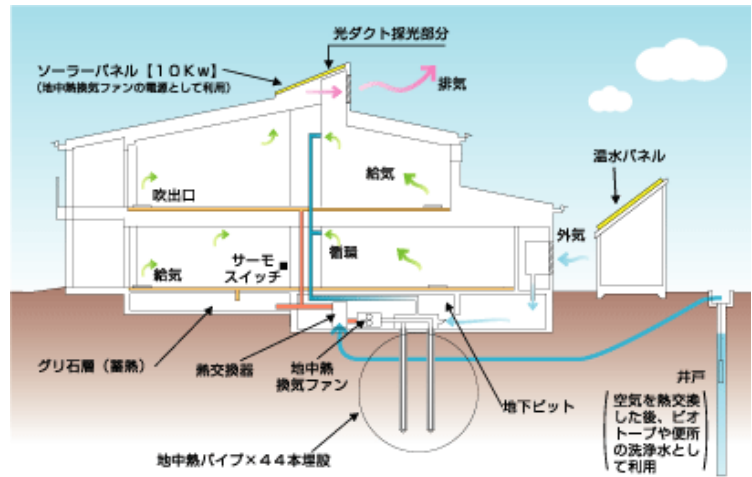 光ダクト採光部分
ソーラーパネル【10Kw】
(地中熱換気ファンの電源として利用)
排気
温水パネル
給気
吹出口
外気
循環
サーモ
スイッチ
給気
グリ石層（蓄熱）
熱交換器
地中熱
換気ファン
地下ピット
井戸
空気を熱交換
した後、ビオ
トープや便所
の洗浄水とし
て利用
地中熱パイプ×44本埋設